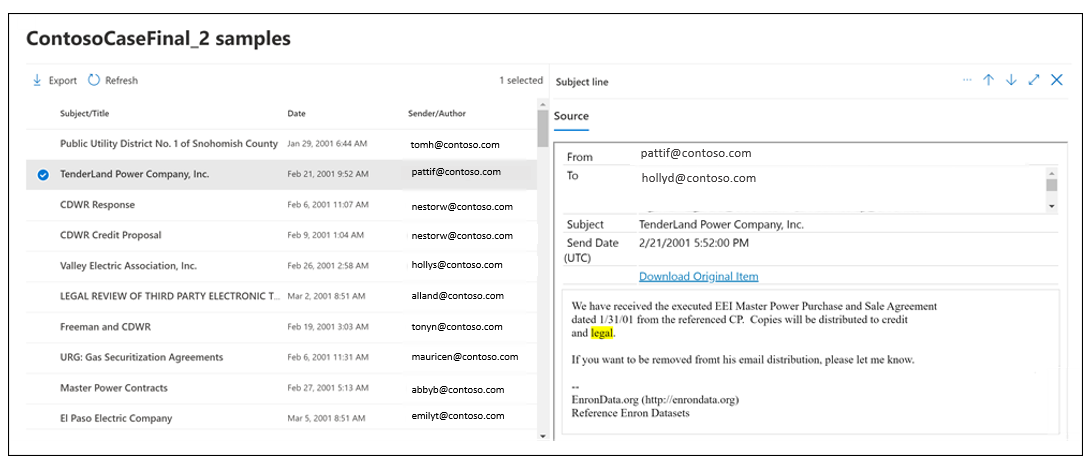 ContosoCaseFinal_2 samples
Export Refresh 1 selected
Subject/Title Date Sender/Author
Public Utility District No. 1 of Snohomish County Jan 29, 2001 6:44 AM tomh@contoso.com
TenderLand Power Company, Inc. Feb 21, 2001 9:52 AM pattif@contoso.com
CDWR Response Feb 6, 2001 11:07 AM nestorw@contoso.com
CDWR Credit Proposal Feb 9, 2001 1:04 AM nestorw@contoso.com
Valley Electric Association, Inc. Feb 26, 2001 2:58 AM hollys@contoso.com
LEGAL REVIEW OF THIRD PARTY ELECTRONIC T... Mar 2, 2001 8:51 AM alland@contoso.com
Freeman and CDWR Feb 19, 2001 3:03 AM tonyn@contoso.com
URG: Gas Securitization Agreements Feb 6, 2001 11:31 AM mauricen@contoso.com
Master Power Contracts Feb 27, 2001 5:13 AM abbyb@contoso.com
El Paso Electric Company Mar 5, 2001 8:51 AM emilyt@contoso.com
Subject line ...
Source
From pattif@contoso.com
To hollyd@contoso.com
Subject TenderLand Power Company, Inc.
Send Date 2/21/2001 5:52:00 PM
(UTC)
Download Original Item
We have received the executed EEI Master Power Purchase and Sale Agreement
dated 1/31/01 from the referenced CP. Copies will be distributed to credit
and legal.
If you want to be removed fromt his email distribution, please let me know.
--
EnronData.org (http://enrondata.org)
Reference Enron Datasets